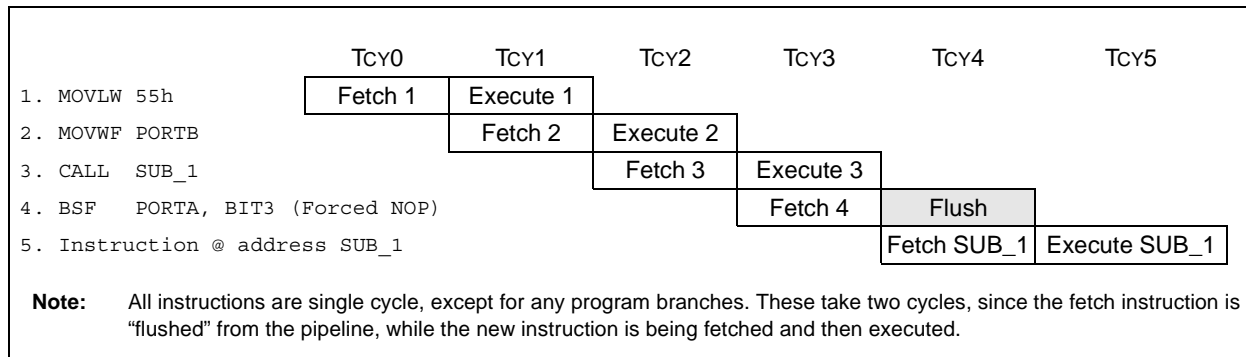 TCY0 TCY1 TCY2 TCY3 TCY4 TCY5
1. MOVLW 55h Fetch 1 Execute 1
2. MOVWF PORTB Fetch 2 Execute 2
3. CALL SUB_1 Fetch 3 Execute 3
4. BSF PORTA, BIT3 (Forced NOP) Fetch 4 Flush
5. Instruction @ address SUB_1 Fetch SUB_1 Execute SUB_1
Note: All instructions are single cycle, except for any program branches. These take two cycles, since the fetch instruction is
“flushed” from the pipeline, while the new instruction is being fetched and then executed.